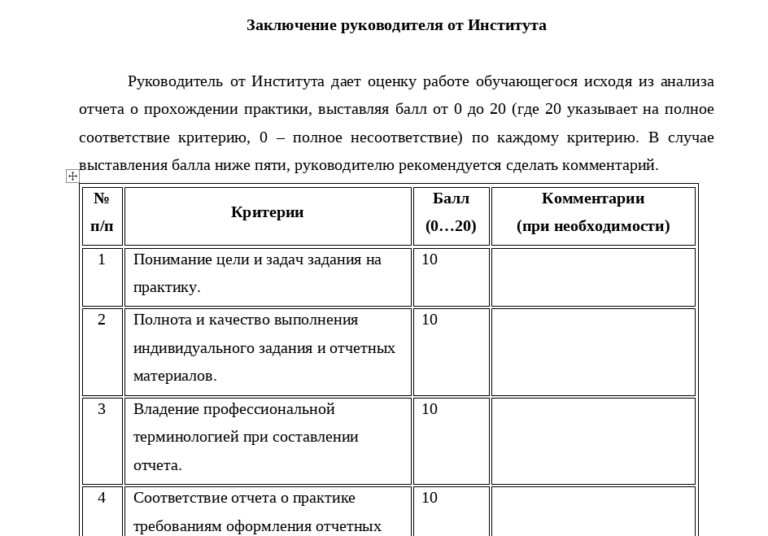 Заключение руководителя от Института
Руководитель от Института дает оценку работе обучающегося исходя из анализа
отчета о прохождении практики, выставляя балл от 0 до 20 (где 20 указывает на полное
соответствие критерию, 0 – полное несоответствие) по каждому критерию. В случае
выставления балла ниже пяти, руководителю рекомендуется сделать комментарий.
№
п/п
Критерии
Балл
(0…20)
Комментарии
(при необходимости)
1
Понимание цели и задач задания на
практику.
10
2
Полнота и качество выполнения
индивидуального задания и отчетных
материалов.
10
3
Владение профессиональной
терминологией при составлении
отчета.
10
4
Соответствие отчета о практике
требованиям оформления отчетных
10